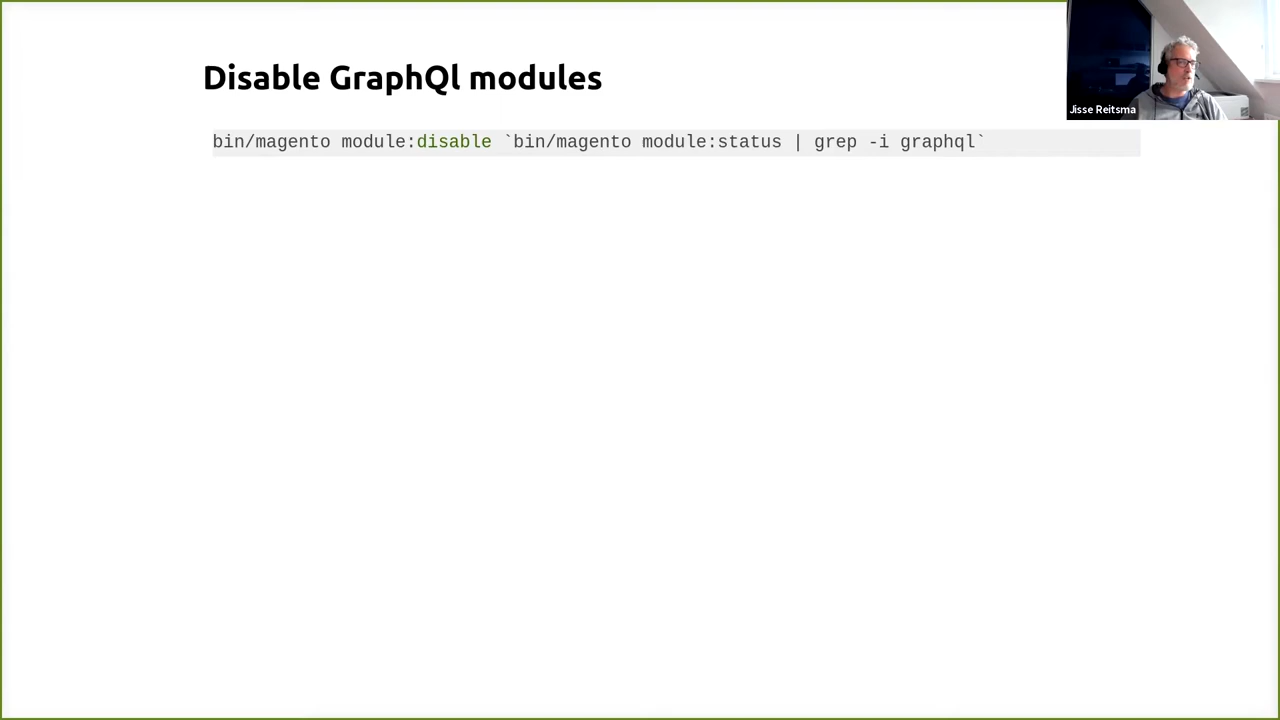 Disable GraphQl modules
Jisse Reitsma
bin/magento module:disable `bin/magento module:status | grep -i graphql`